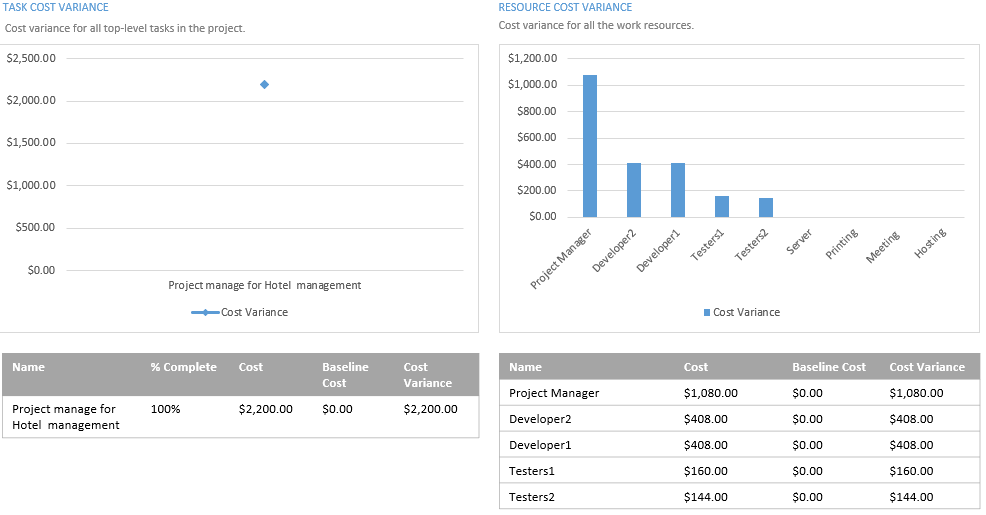 TASK COST VARIANCE
Cost variance for all top-level tasks in the project.
$2,500.00
$2,000.00
$1,500.00
$1,000.00
$500.00
$0.00
Project manage for Hotel management
Cost Variance
Name % Complete Cost Baseline Cost Cost Variance
Project manage for Hotel management 100% $2,200.00 $0.00 $2,200.00
RESOURCE COST VARIANCE
Cost variance for all the work resources.
$1,200.00
$1,000.00
$800.00
$600.00
$400.00
$200.00
$0.00
Project Manager
Developer2
Developer1
Testers1
Testers2
Server
Printing
Meeting
Hosting
Cost Variance
Name Cost Baseline Cost Cost Variance
Project Manager $1,080.00 $0.00 $1,080.00
Developer2 $408.00 $0.00 $408.00
Developer1 $408.00 $0.00 $408.00
Testers1 $160.00 $0.00 $160.00
Testers2 $144.00 $0.00 $144.00